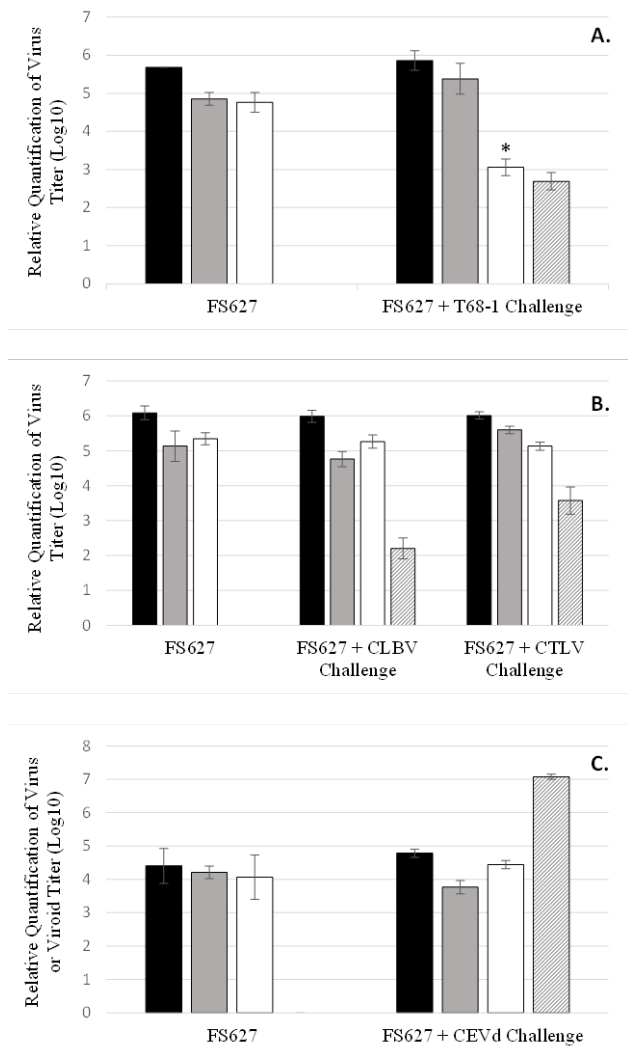 A.
Relative Quantification of Virus
Titer (Log10)
7
6
5
4
3
2
1
0
*
FS627
FS627 + T68-1 Challenge
B.
Relative Quantification of Virus
Titer (Log10)
7
6
5
4
3
2
1
0
FS627
FS627 + CLBV
Challenge
FS627 + CTLV
Challenge
C.
Relative Quantification of Virus
or Viroid Titer (Log10)
8
7
6
5
4
3
2
1
0
FS627
FS627 + CEVd Challenge